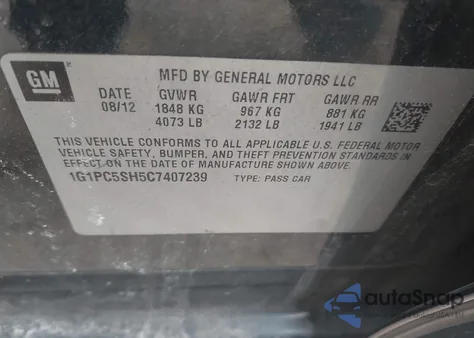 GM
MFD BY GENERAL MOTORS LLC
DATE GVWR GAWR FRT GAWR RR
08/12 1848 KG 967 KG 881 KG
4073 LB 2132 LB 1941 LB
THIS VEHICLE CONFORMS TO ALL APPLICABLE U.S. FEDERAL MOTOR
VEHICLE SAFETY, BUMPER, AND THEFT PREVENTION STANDARDS IN
EFFECT ON THE DATE OF MANUFACTURE SHOWN ABOVE.
1G1PC5SH5C7407239 TYPE: PASS CAR
autoSnap